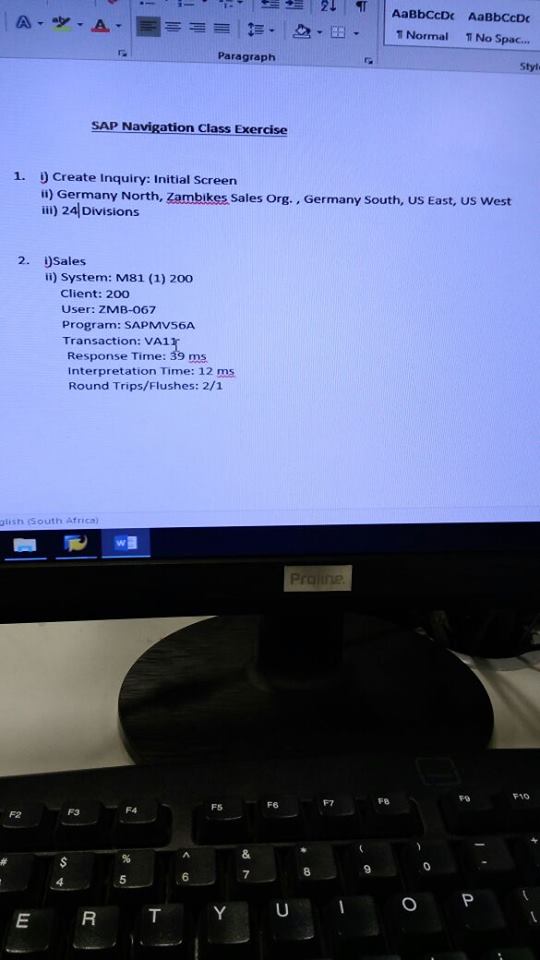 AaBbCcDc AaBbCcDc
¶ Normal ¶ No Spac...
Paragraph
SAP Navigation Class Exercise
1. i) Create Inquiry: Initial Screen
ii) Germany North, Zambikes Sales Org. , Germany South, US East, US West
iii) 24 Divisions
2. i)Sales
ii) System: M81 (1) 200
Client: 200
User: ZMB-067
Program: SAPMV56A
Transaction: VA11
Response Time: 39 ms
Interpretation Time: 12 ms
Round Trips/Flushes: 2/1
(South Africa)
W
Proline
F2 F3 F4 F5 F6 F7 F8 F9 F10
# $ % ^ & * ( ) - +
4 5 6 7 8 9 0 -
E R T Y U I O P [